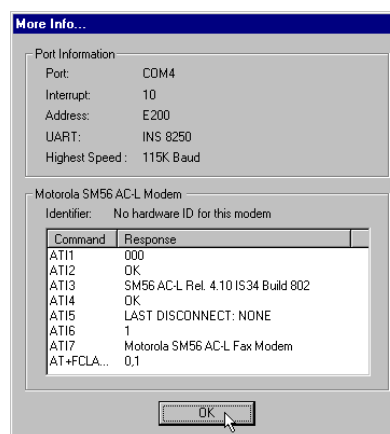 More Info...
Port Information
Port: COM4
Interrupt: 10
Address: E200
UART: INS 8250
Highest Speed : 115K Baud
Motorola SM56 AC-L Modem
Identifier: No hardware ID for this modem
Command Response
ATI1 000
ATI2 OK
ATI3 SM56 AC-L Rel. 4.10 IS34 Build 802
ATI4 OK
ATI5 LAST DISCONNECT: NONE
ATI6 1
ATI7 Motorola SM56 AC-L Fax Modem
AT+FCLA... 0,1
OK